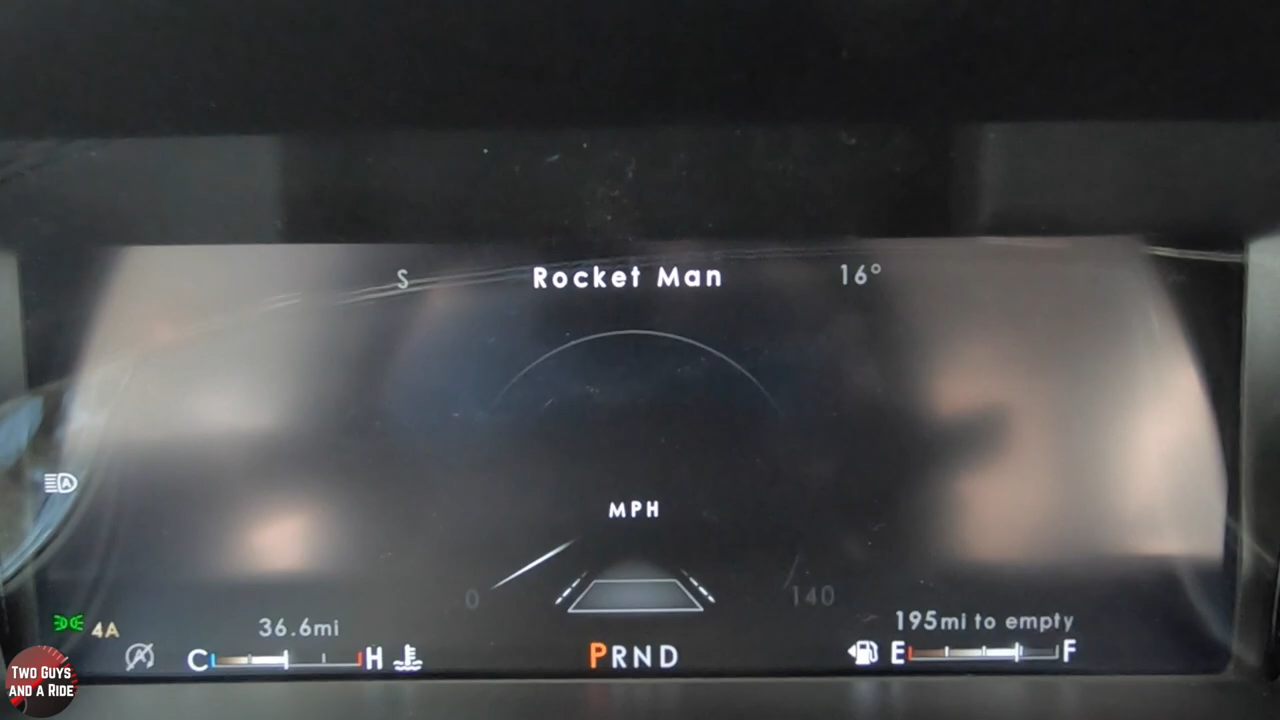 S Rocket Man 16°
MPH
0 140
4A 36.6mi 195mi to empty
C H PRND E F
TWO GUYS
AND A RIDE